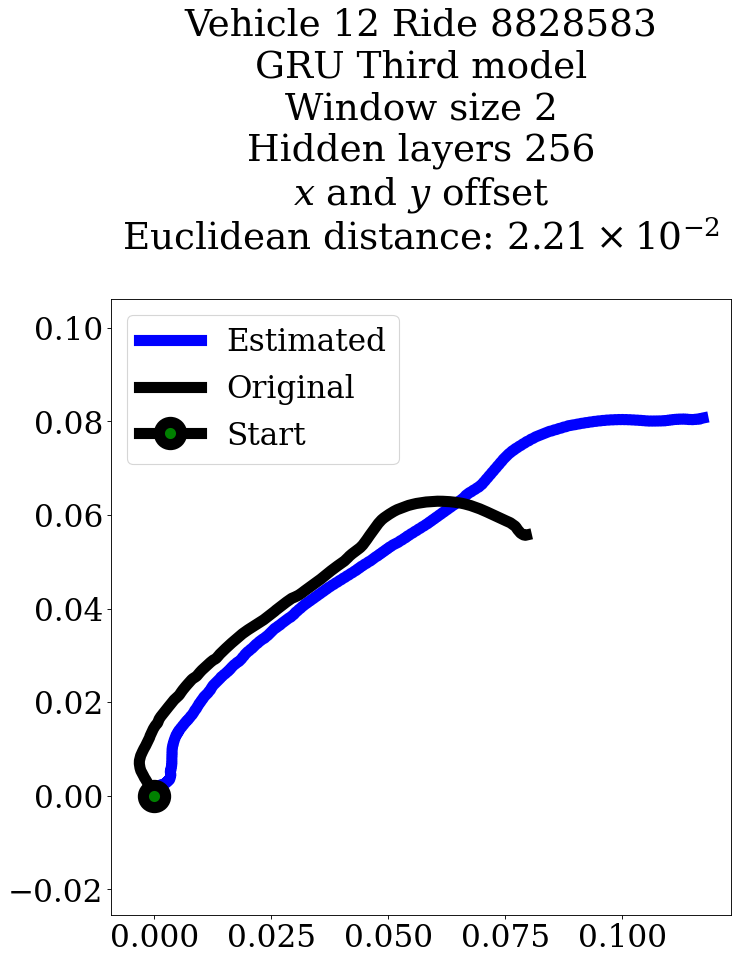 Vehicle 12 Ride 8828583
GRU Third model
Window size 2
Hidden layers 256
x and y offset
Euclidean distance: 2.21 × 10⁻²
Estimated
Original
Start
0.10
0.08
0.06
0.04
0.02
0.00
−0.02
0.000 0.025 0.050 0.075 0.100